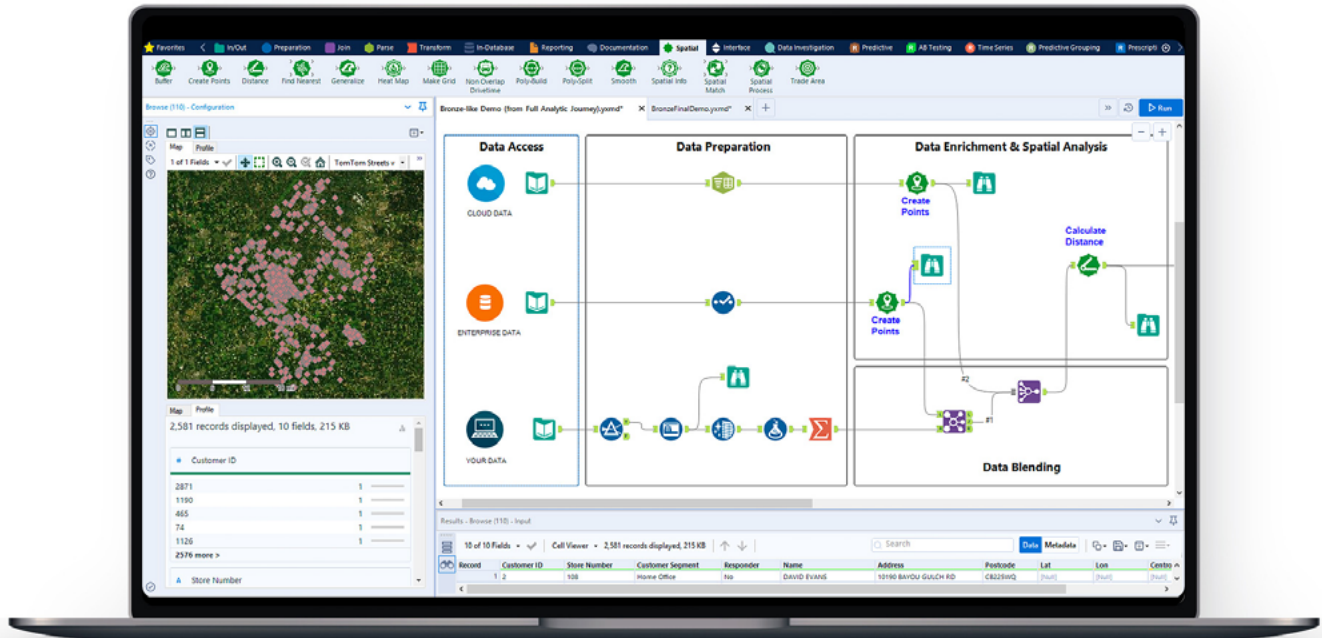 Favorites In/Out Preparation Join Parse Transform In-Database Reporting Documentation Spatial Interface Data Investigation Predictive AB Testing Time Series Predictive Grouping Prescripti
Buffer Create Points Distance Find Nearest Generalize Heat Map Make Grid Non Overlap Drivetime Poly-Build Poly-Split Smooth Spatial Info Spatial Match Spatial Process Trade Area
Browse (110) - Configuration
Bronze-like Demo (from Full Analytic Journey).yxmd* X BronzeFinalDemo.yxmd* X + Run
Map Profile
1 of 1 Fields TomTom Streets
Data Access
Data Preparation
Data Enrichment & Spatial Analysis
CLOUD DATA
Create
Points
Calculate
Distance
ENTERPRISE DATA
Create
Points
#2
#1
YOUR DATA
Data Blending
Map Profile
2,581 records displayed, 10 fields, 215 KB
# Customer ID
2871 1
1190 1
465 1
74 1
1126 1
2576 more >
A Store Number
Results - Browse (110) - Input
10 of 10 Fields Cell Viewer 2,581 records displayed, 215 KB Search Data Metadata
Record Customer ID Store Number Customer Segment Responder Name Address Postcode Lat Lon Centro
1 2 108 Home Office No DAVID EVANS 10190 BAYOU GULCH RD CB225WQ [Null] [Null]